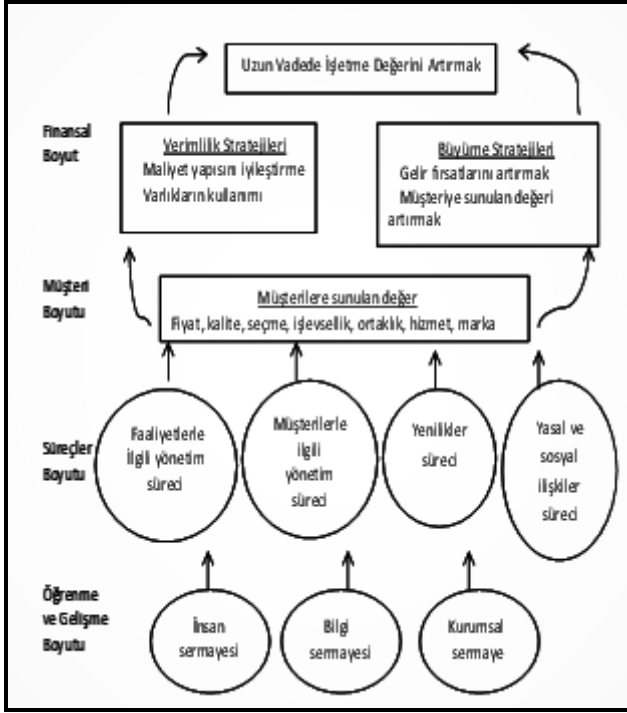 Uzun Vadede İşletme Değerini Artırmak
Finansal
Boyut
Verimlilik Stratejileri
Maliyet yapısını iyileştirme
Varlıkların kullanımı
Büyüme Stratejileri
Gelir fırsatlarını artırmak
Müşteriye sunulan değeri
artırmak
Müşteri
Boyutu
Müşterilere sunulan değer
Fiyat, kalite, seçme, işlevsellik, ortaklık, hizmet, marka
Süreçler
Boyutu
Faaliyetlerle
İlgili yönetim
süreci
Müşterilerle
ilgili
yönetim
süreci
Yenilikler
süreci
Yasal ve
sosyal
ilişkiler
süreci
Öğrenme
ve Gelişme
Boyutu
İnsan
sermayesi
Bilgi
sermayesi
Kurumsal
sermaye